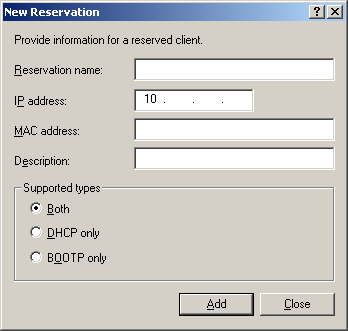 New Reservation
Provide information for a reserved client.
Reservation name:
IP address: 10 . . .
MAC address:
Description:
Supported types
Both
DHCP only
BOOTP only
Add Close